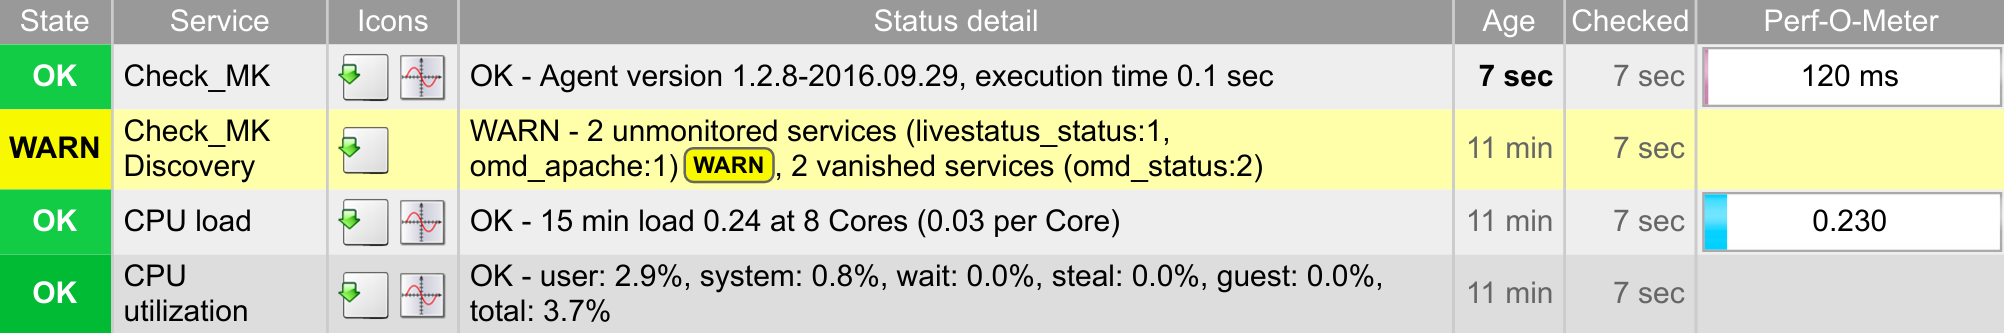 State Service Icons Status detail Age Checked Perf-O-Meter
OK Check_MK OK - Agent version 1.2.8-2016.09.29, execution time 0.1 sec 7 sec 7 sec 120 ms
WARN Check_MK Discovery WARN - 2 unmonitored services (livestatus_status:1,
omd_apache:1) WARN, 2 vanished services (omd_status:2) 11 min 7 sec
OK CPU load OK - 15 min load 0.24 at 8 Cores (0.03 per Core) 11 min 7 sec 0.230
OK CPU utilization OK - user: 2.9%, system: 0.8%, wait: 0.0%, steal: 0.0%, guest: 0.0%,
total: 3.7% 11 min 7 sec